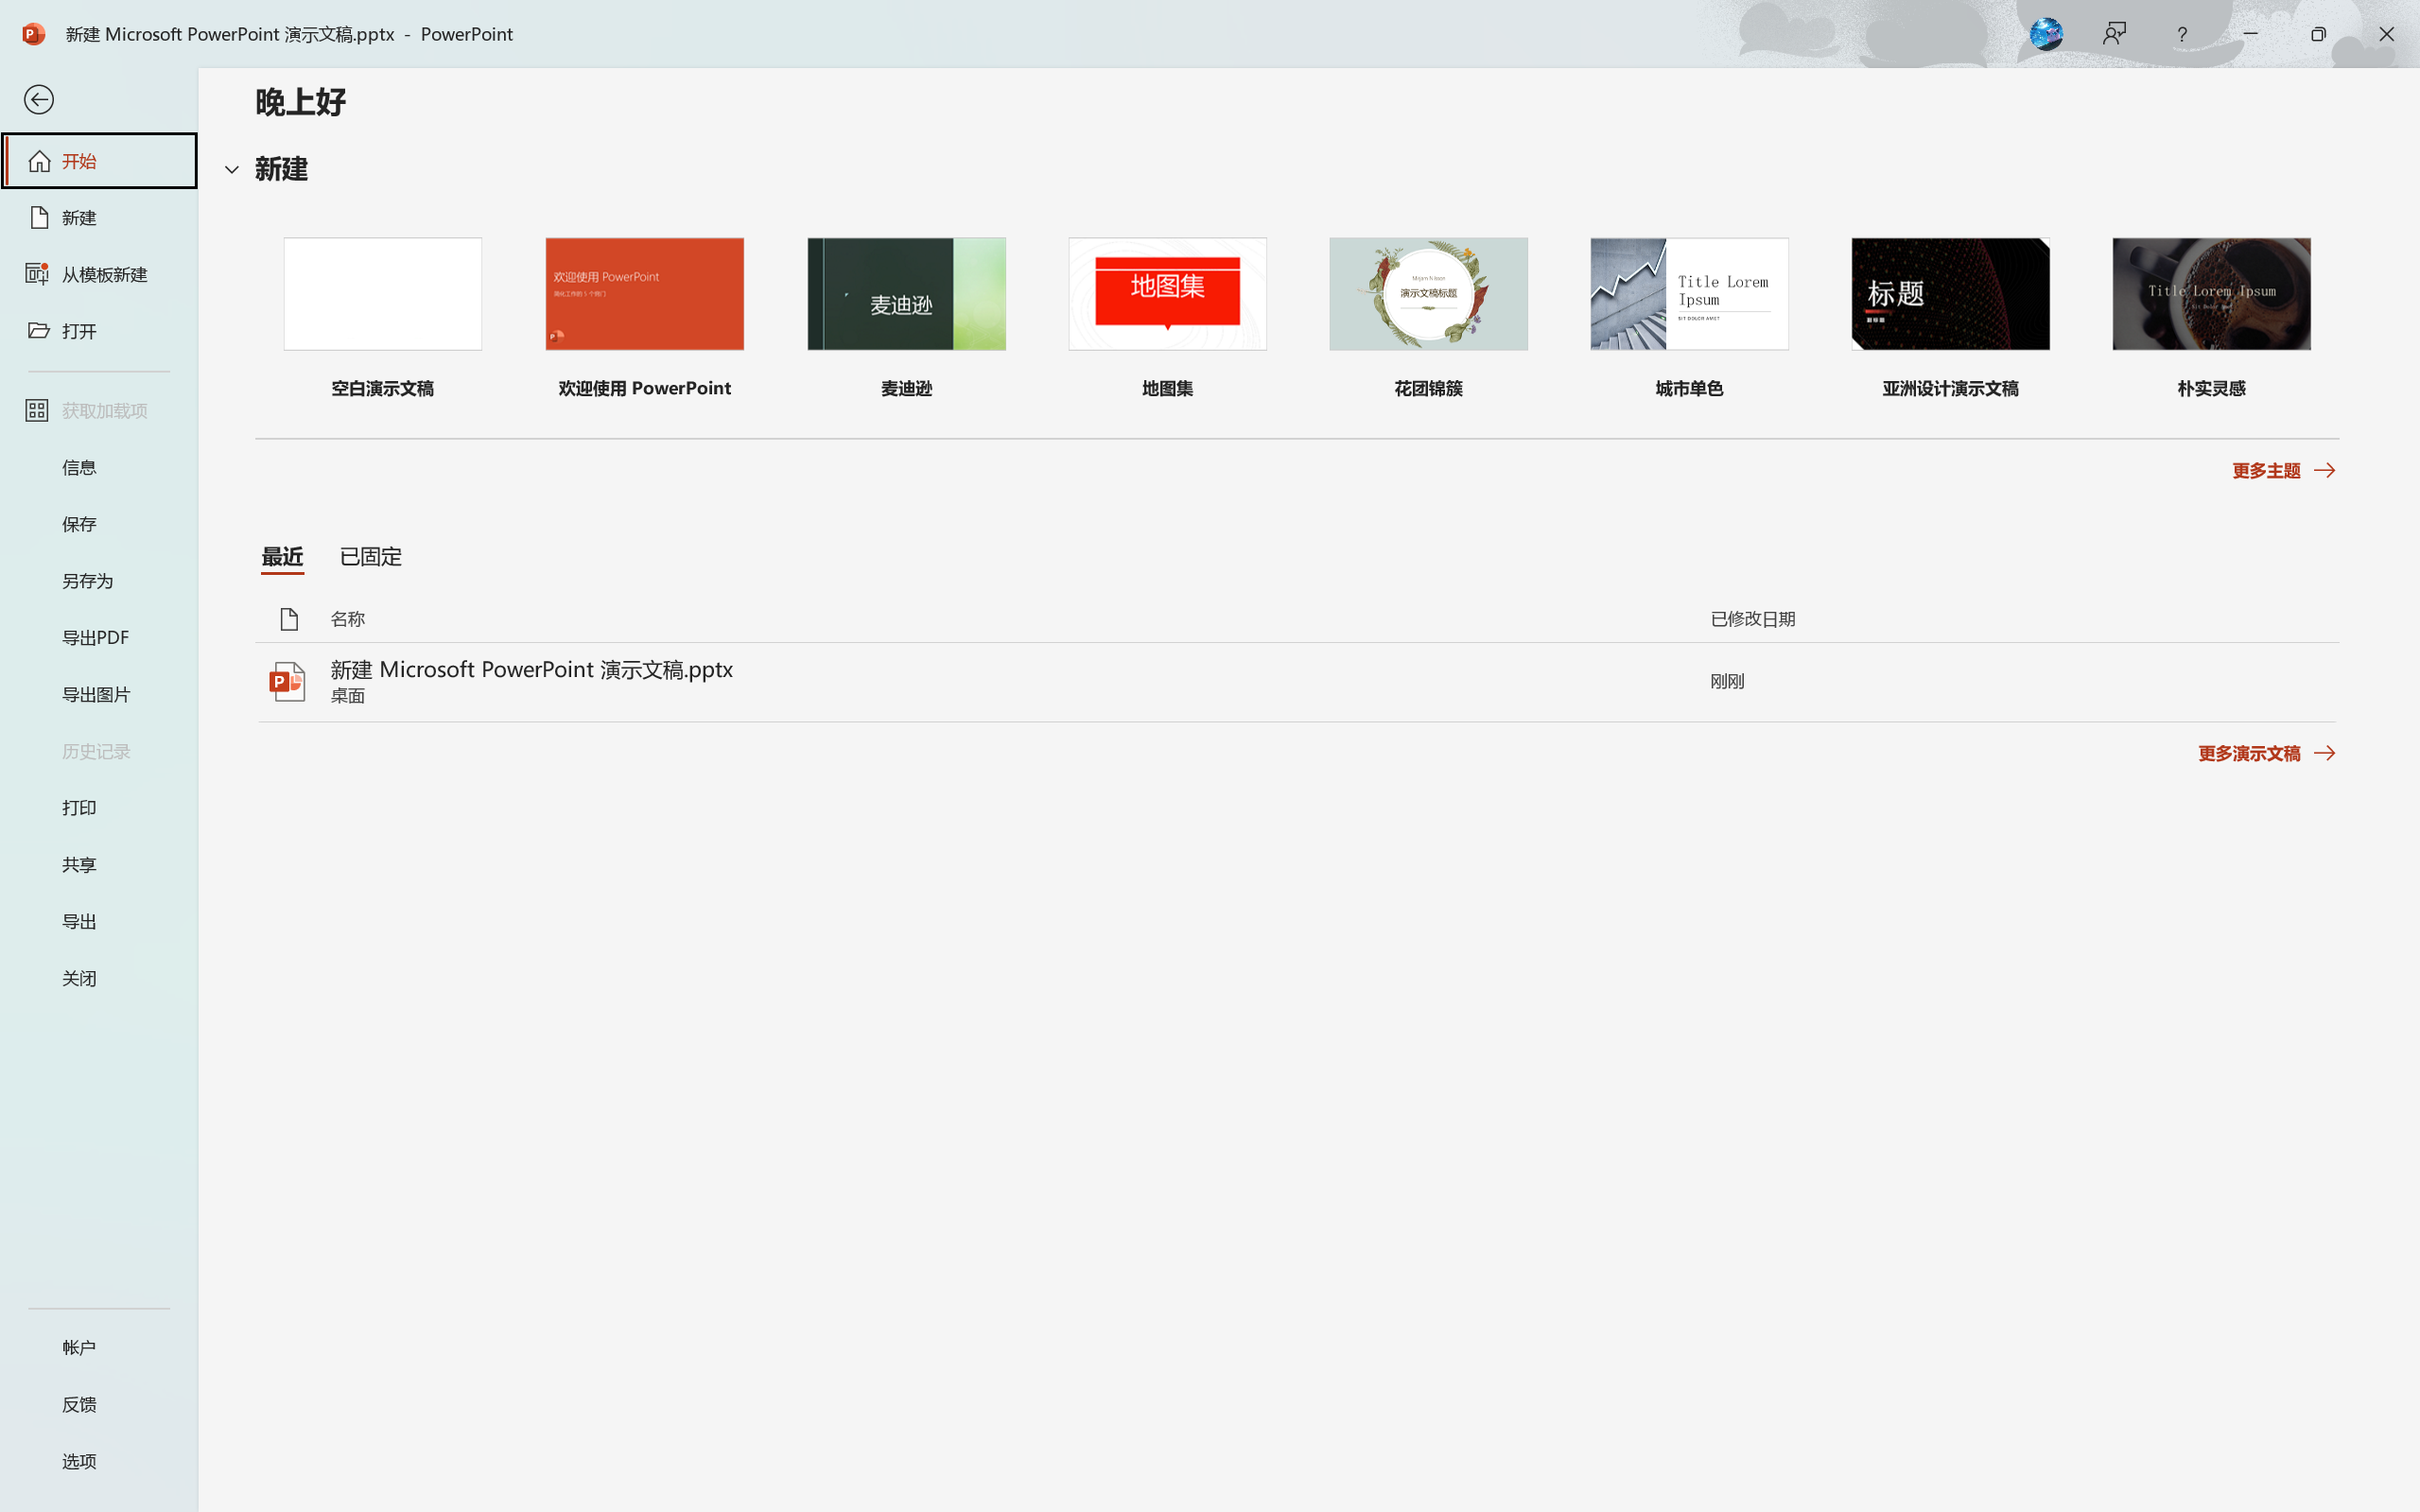 新建 Microsoft PowerPoint 演示文稿.pptx - PowerPoint
?
开始
新建
从模板新建
打开
获取加载项
信息
保存
另存为
导出PDF
导出图片
历史记录
打印
共享
导出
关闭
帐户
反馈
选项
晚上好
新建
欢迎使用 PowerPoint
麦迪逊
地图集
演示文稿标题
Title Lorem
Ipsum
SIT DOLOR AMET
标题
副标题
Title Lorem Ipsum
空白演示文稿
欢迎使用 PowerPoint
麦迪逊
地图集
花团锦簇
城市单色
亚洲设计演示文稿
朴实灵感
更多主题
最近
已固定
名称
已修改日期
新建 Microsoft PowerPoint 演示文稿.pptx
桌面
刚刚
更多演示文稿